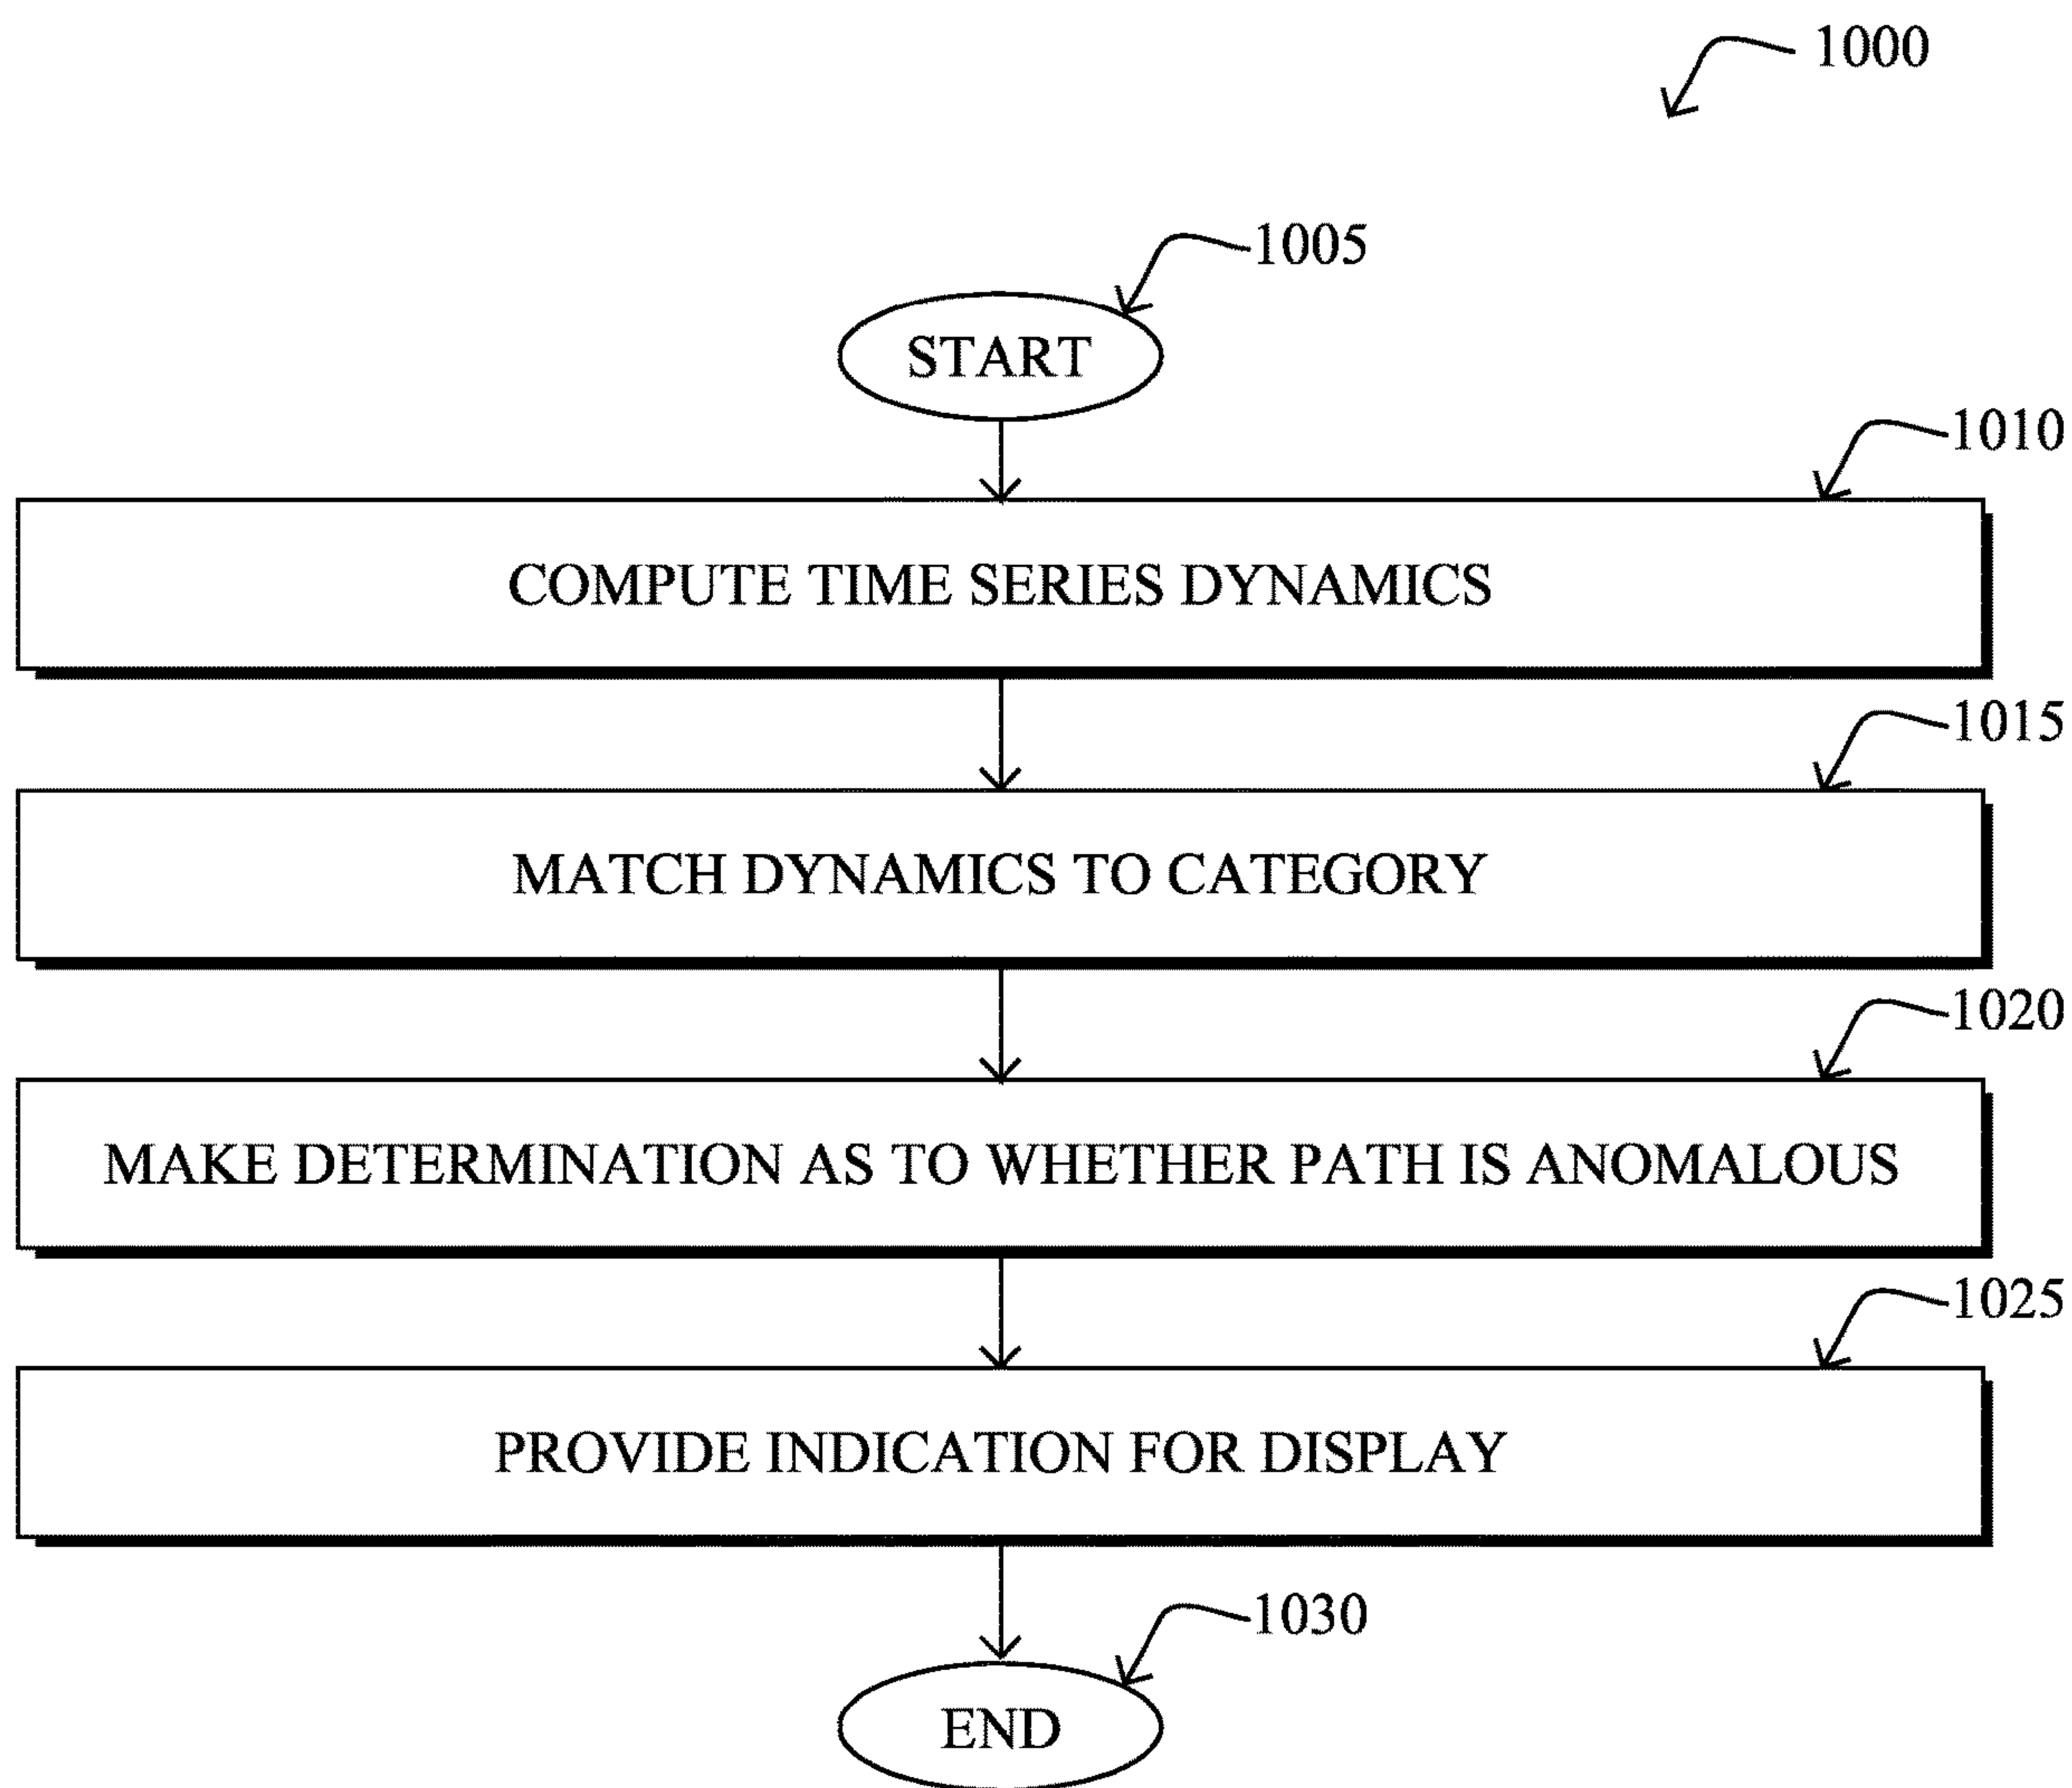 1000
1005
START
1010
COMPUTE TIME SERIES DYNAMICS
1015
MATCH DYNAMICS TO CATEGORY
1020
MAKE DETERMINATION AS TO WHETHER PATH IS ANOMALOUS
1025
PROVIDE INDICATION FOR DISPLAY
1030
END